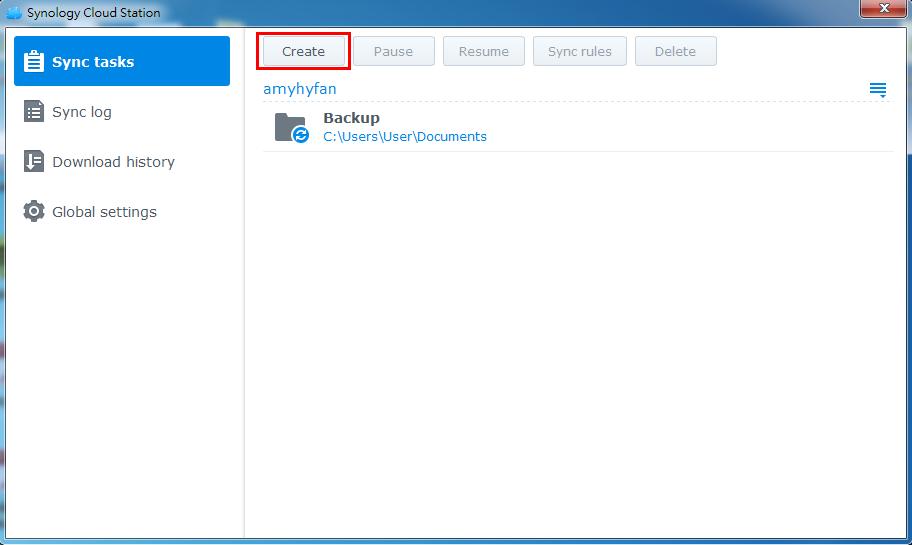 Synology Cloud Station
Sync tasks
Sync log
Download history
Global settings
Create Pause Resume Sync rules Delete
amyhyfan
Backup
C:\Users\User\Documents